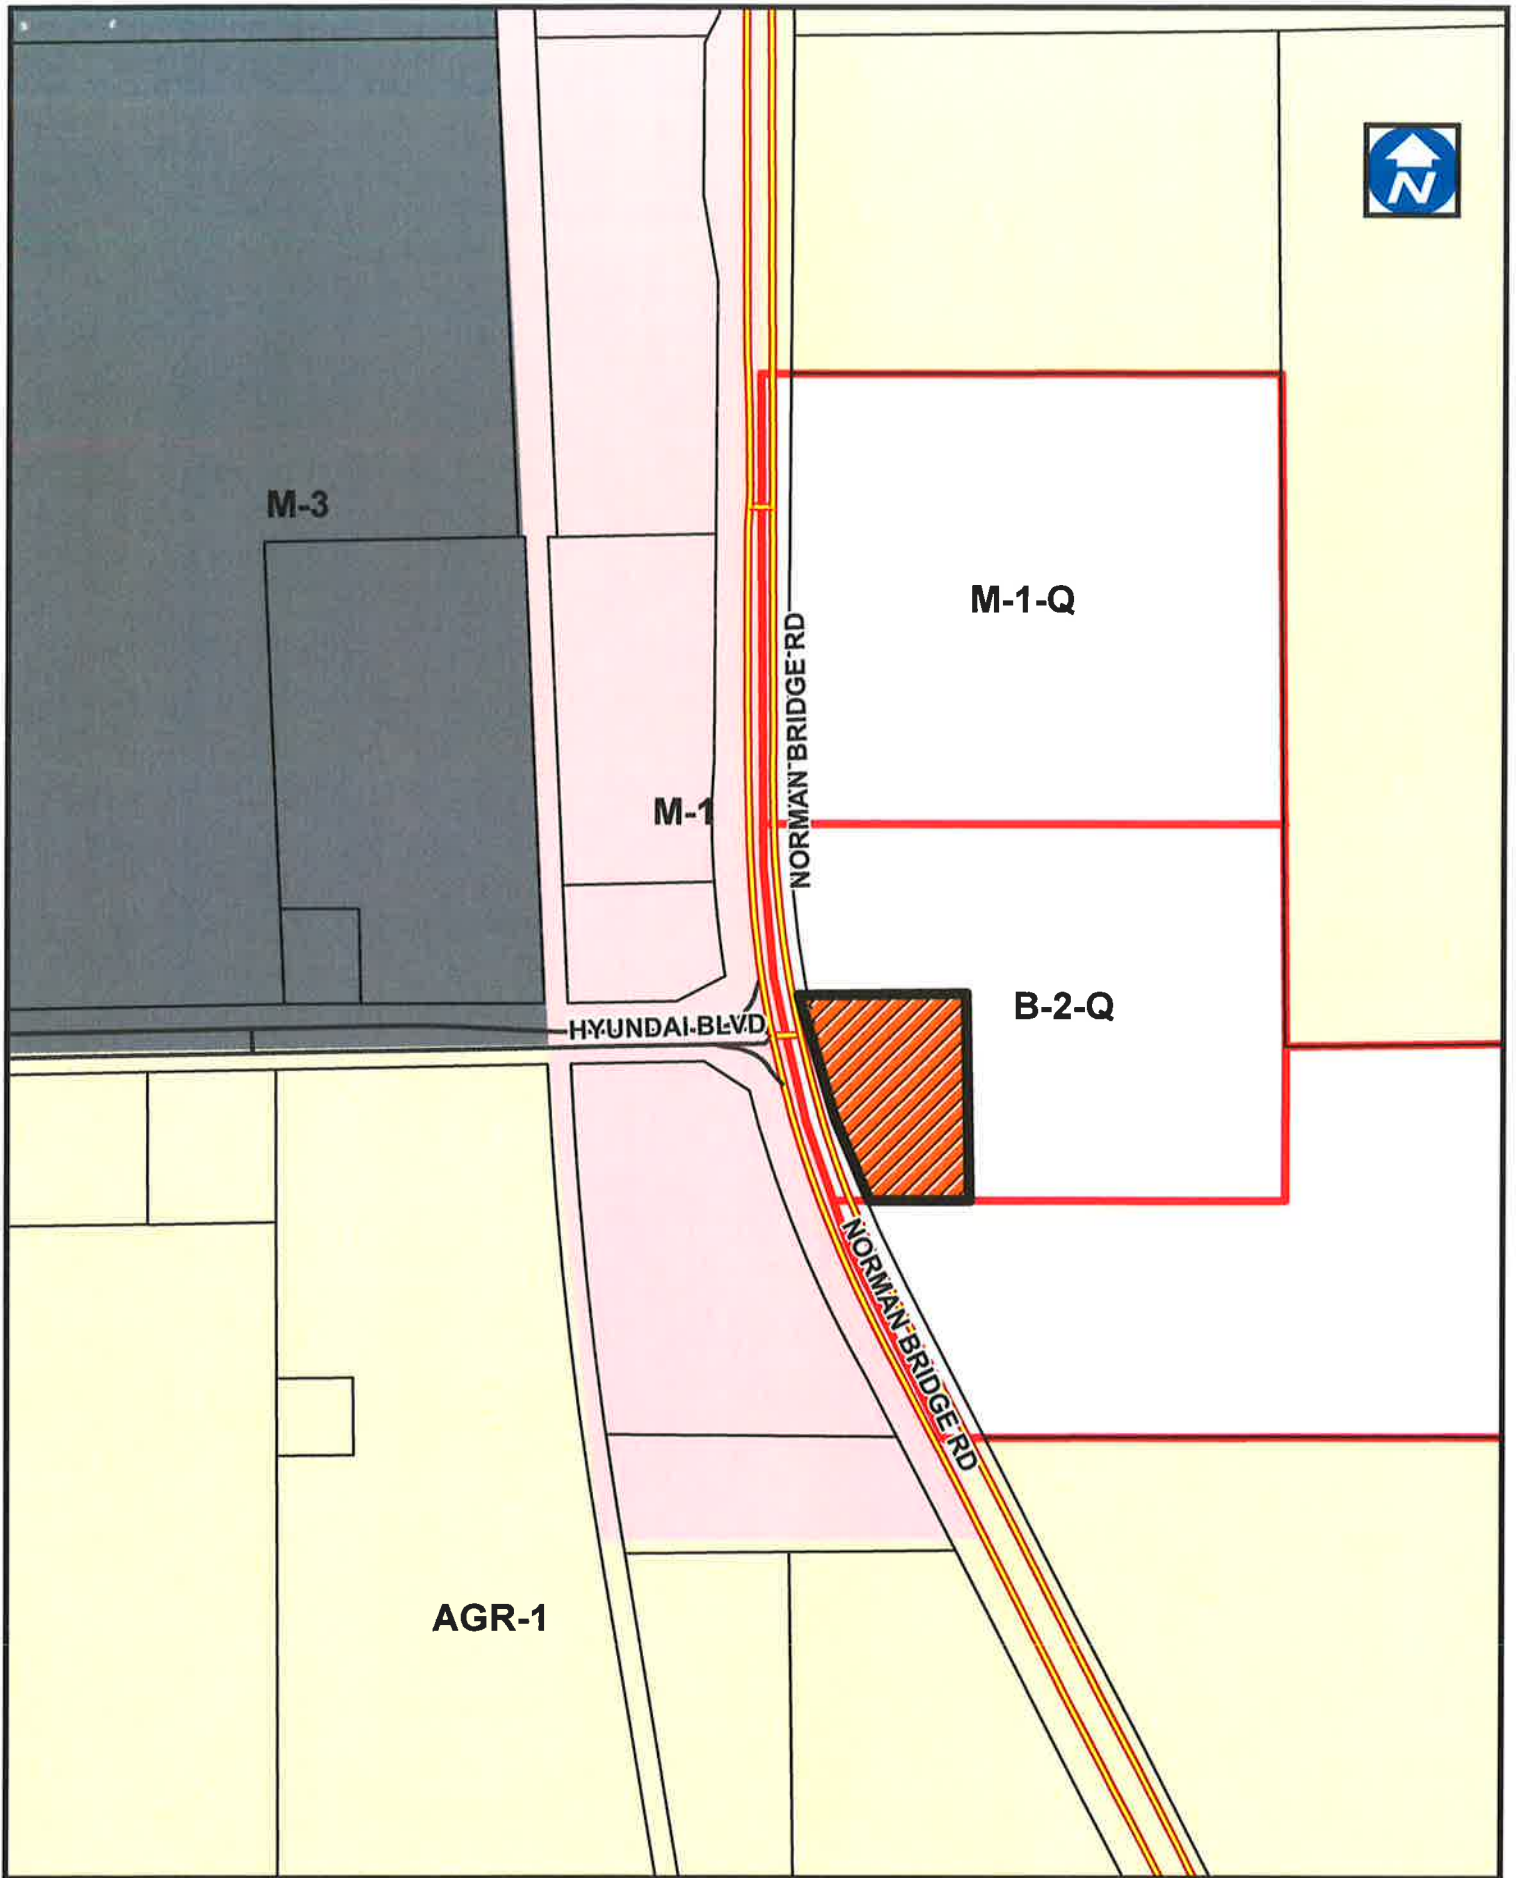 N
M-3
M-1-Q
NORMAN BRIDGE RD
M-1
B-2-Q
HYUNDAI BLVD
NORMAN BRIDGE RD
AGR-1